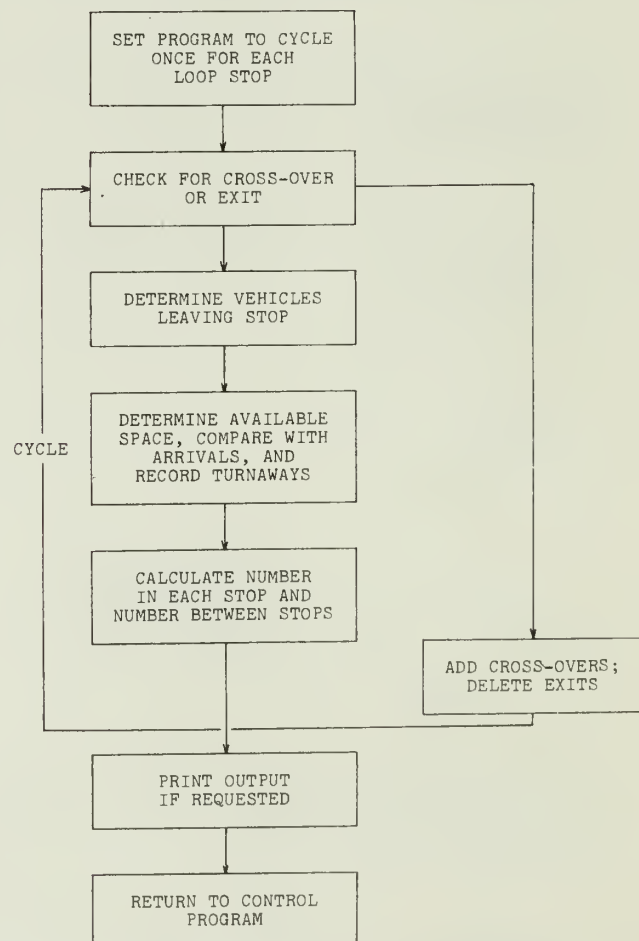 SET PROGRAM TO CYCLE
ONCE FOR EACH
LOOP STOP
CHECK FOR CROSS-OVER
OR EXIT
DETERMINE VEHICLES
LEAVING STOP
DETERMINE AVAILABLE
SPACE, COMPARE WITH
ARRIVALS, AND
RECORD TURNAWAYS
CYCLE
CALCULATE NUMBER
IN EACH STOP AND
NUMBER BETWEEN STOPS
ADD CROSS-OVERS;
DELETE EXITS
PRINT OUTPUT
IF REQUESTED
RETURN TO CONTROL
PROGRAM